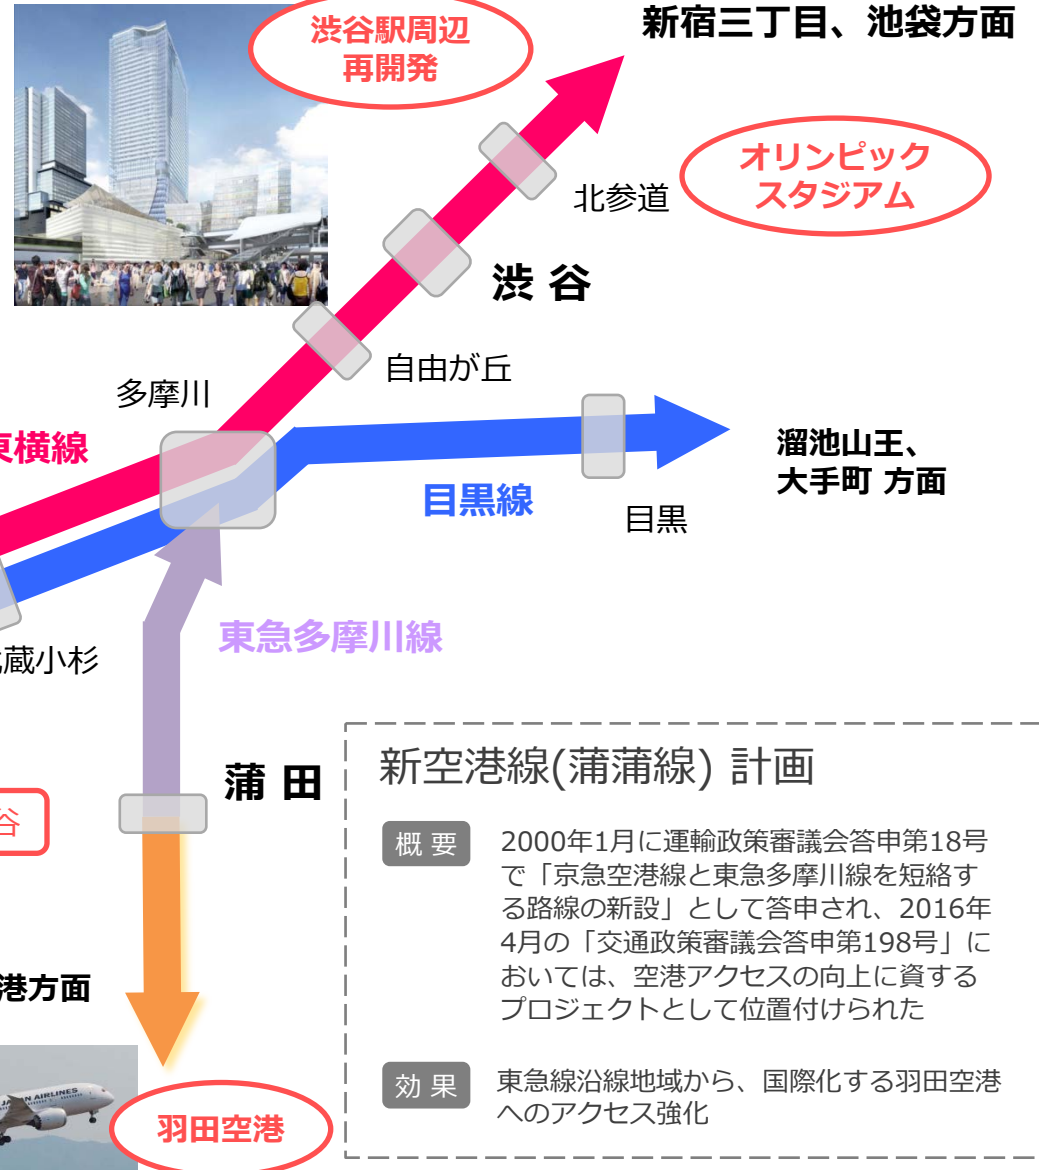 渋谷駅周辺
再開発
新宿三丁目、池袋方面
オリンピック
スタジアム
北参道
渋 谷
自由が丘
多摩川
東横線
目黒線
目黒
溜池山王、
大手町 方面
蔵小杉
東急多摩川線
蒲 田
谷
港方面
JAPAN AIRLINES
羽田空港
新空港線(蒲蒲線) 計画
概 要
2000年1月に運輸政策審議会答申第18号
で「京急空港線と東急多摩川線を短絡す
る路線の新設」として答申され、2016年
4月の「交通政策審議会答申第198号」に
おいては、空港アクセスの向上に資する
プロジェクトとして位置付けられた
効 果
東急線沿線地域から、国際化する羽田空港
へのアクセス強化